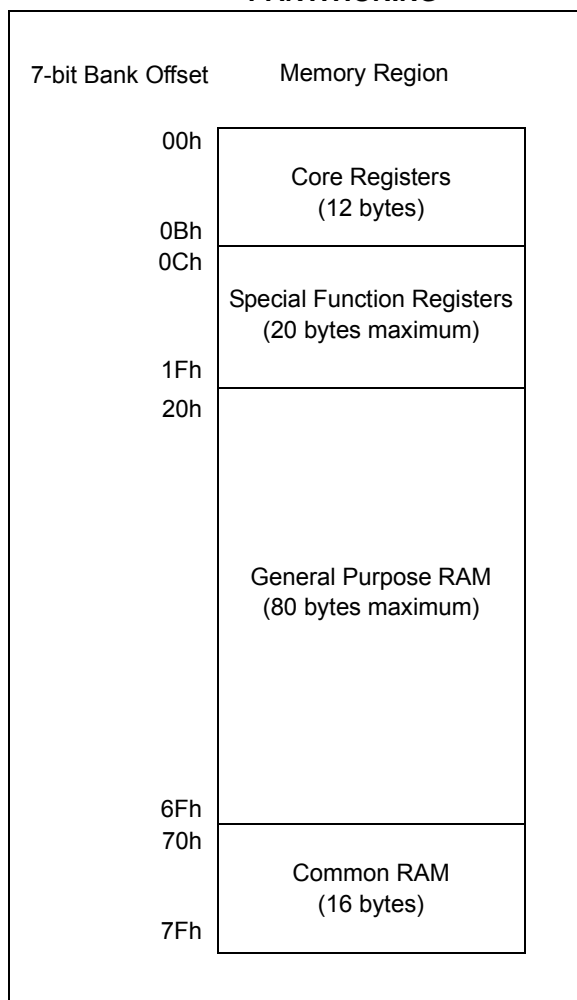 7-bit Bank Offset Memory Region
00h
Core Registers
(12 bytes)
0Bh
0Ch
Special Function Registers
(20 bytes maximum)
1Fh
20h
General Purpose RAM
(80 bytes maximum)
6Fh
70h
Common RAM
(16 bytes)
7Fh